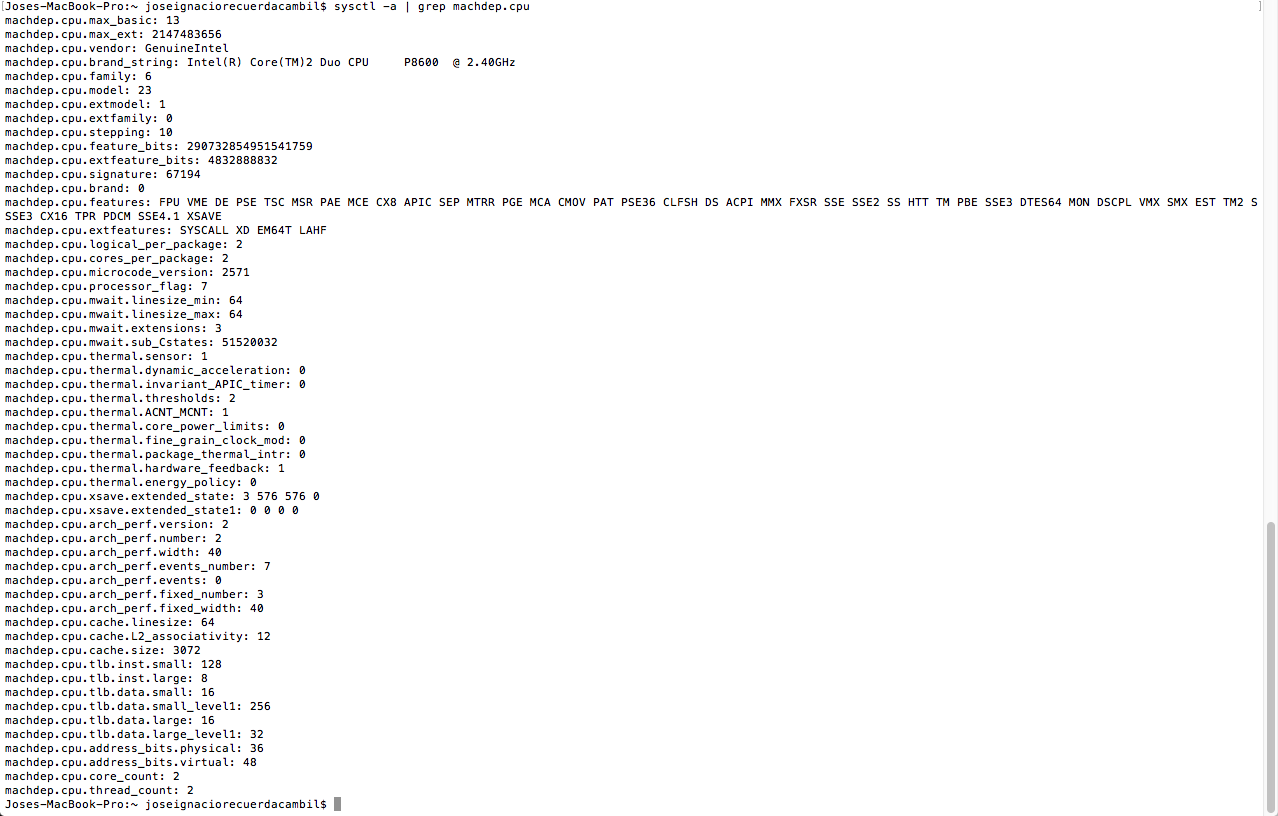 [Joses-MacBook-Pro:~ joseignaciorecuerdacambil$ sysctl -a | grep machdep.cpu ]
machdep.cpu.max_basic: 13
machdep.cpu.max_ext: 2147483656
machdep.cpu.vendor: GenuineIntel
machdep.cpu.brand_string: Intel(R) Core(TM)2 Duo CPU     P8600  @ 2.40GHz
machdep.cpu.family: 6
machdep.cpu.model: 23
machdep.cpu.extmodel: 1
machdep.cpu.extfamily: 0
machdep.cpu.stepping: 10
machdep.cpu.feature_bits: 290732854951541759
machdep.cpu.extfeature_bits: 4832888832
machdep.cpu.signature: 67194
machdep.cpu.brand: 0
machdep.cpu.features: FPU VME DE PSE TSC MSR PAE MCE CX8 APIC SEP MTRR PGE MCA CMOV PAT PSE36 CLFSH DS ACPI MMX FXSR SSE SSE2 SS HTT TM PBE SSE3 DTES64 MON DSCPL VMX SMX EST TM2 S
SSE3 CX16 TPR PDCM SSE4.1 XSAVE
machdep.cpu.extfeatures: SYSCALL XD EM64T LAHF
machdep.cpu.logical_per_package: 2
machdep.cpu.cores_per_package: 2
machdep.cpu.microcode_version: 2571
machdep.cpu.processor_flag: 7
machdep.cpu.mwait.linesize_min: 64
machdep.cpu.mwait.linesize_max: 64
machdep.cpu.mwait.extensions: 3
machdep.cpu.mwait.sub_Cstates: 51520032
machdep.cpu.thermal.sensor: 1
machdep.cpu.thermal.dynamic_acceleration: 0
machdep.cpu.thermal.invariant_APIC_timer: 0
machdep.cpu.thermal.thresholds: 2
machdep.cpu.thermal.ACNT_MCNT: 1
machdep.cpu.thermal.core_power_limits: 0
machdep.cpu.thermal.fine_grain_clock_mod: 0
machdep.cpu.thermal.package_thermal_intr: 0
machdep.cpu.thermal.hardware_feedback: 1
machdep.cpu.thermal.energy_policy: 0
machdep.cpu.xsave.extended_state: 3 576 576 0
machdep.cpu.xsave.extended_state1: 0 0 0 0
machdep.cpu.arch_perf.version: 2
machdep.cpu.arch_perf.number: 2
machdep.cpu.arch_perf.width: 40
machdep.cpu.arch_perf.events_number: 7
machdep.cpu.arch_perf.events: 0
machdep.cpu.arch_perf.fixed_number: 3
machdep.cpu.arch_perf.fixed_width: 40
machdep.cpu.cache.linesize: 64
machdep.cpu.cache.L2_associativity: 12
machdep.cpu.cache.size: 3072
machdep.cpu.tlb.inst.small: 128
machdep.cpu.tlb.inst.large: 8
machdep.cpu.tlb.data.small: 16
machdep.cpu.tlb.data.small_level1: 256
machdep.cpu.tlb.data.large: 16
machdep.cpu.tlb.data.large_level1: 32
machdep.cpu.address_bits.physical: 36
machdep.cpu.address_bits.virtual: 48
machdep.cpu.core_count: 2
machdep.cpu.thread_count: 2
Joses-MacBook-Pro:~ joseignaciorecuerdacambil$